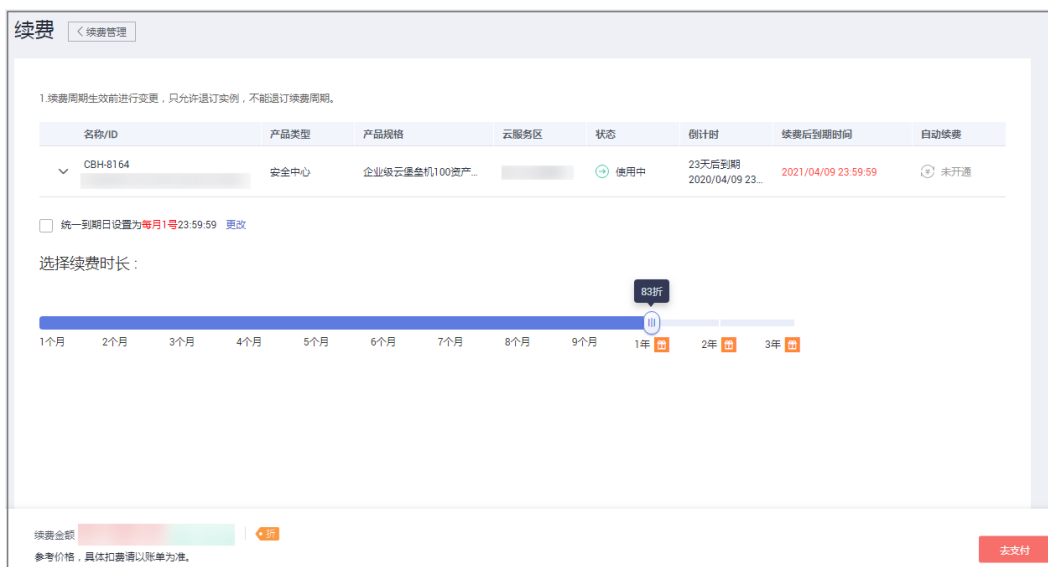 续费 < 续费管理
1.续费周期生效前进行变更，只允许退订实例，不能退订续费周期。
名称/ID 产品类型 产品规格 云服务区 状态 倒计时 续费后到期时间 自动续费
CBH-8164 安全中心 企业级云堡垒机100资产... 使用中 23天后到期 2021/04/09 23:59:59 未开通
2020/04/09 23...
统一到期日设置为每月1号23:59:59 更改
选择续费时长：
83折
1个月 2个月 3个月 4个月 5个月 6个月 7个月 8个月 9个月 1年 2年 3年
续费金额 折
参考价格，具体扣费请以账单为准。
去支付